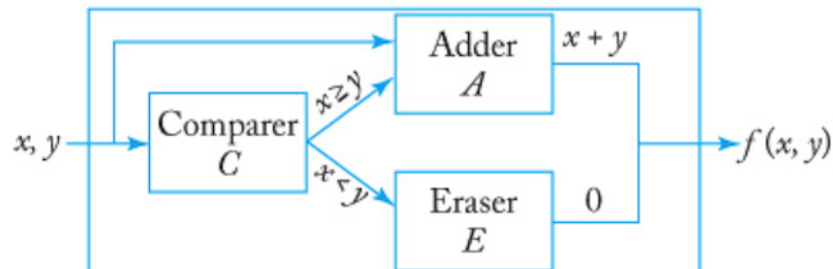 Adder
A
x + y
x, y
Comparer
C
x≥y
x<y
f(x, y)
Eraser
E
0